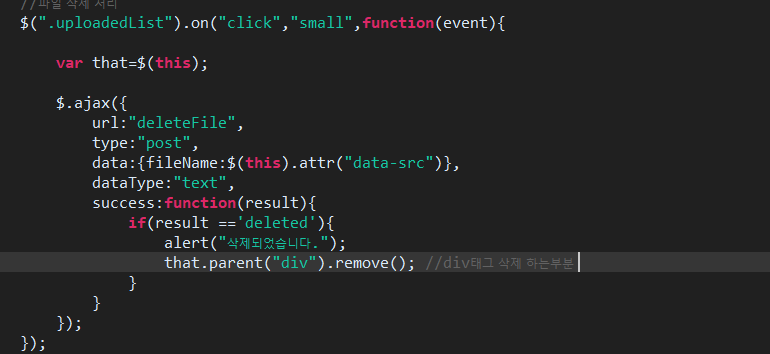 //파일 삭제 처리
$(".uploadedList").on("click","small",function(event){
var that=$(this);
$.ajax({
url:"deleteFile",
type:"post",
data:{fileName:$(this).attr("data-src")},
dataType:"text",
success:function(result){
if(result =='deleted'){
alert("삭제되었습니다.");
that.parent("div").remove(); //div태그 삭제 하는부분
}
}
});
});